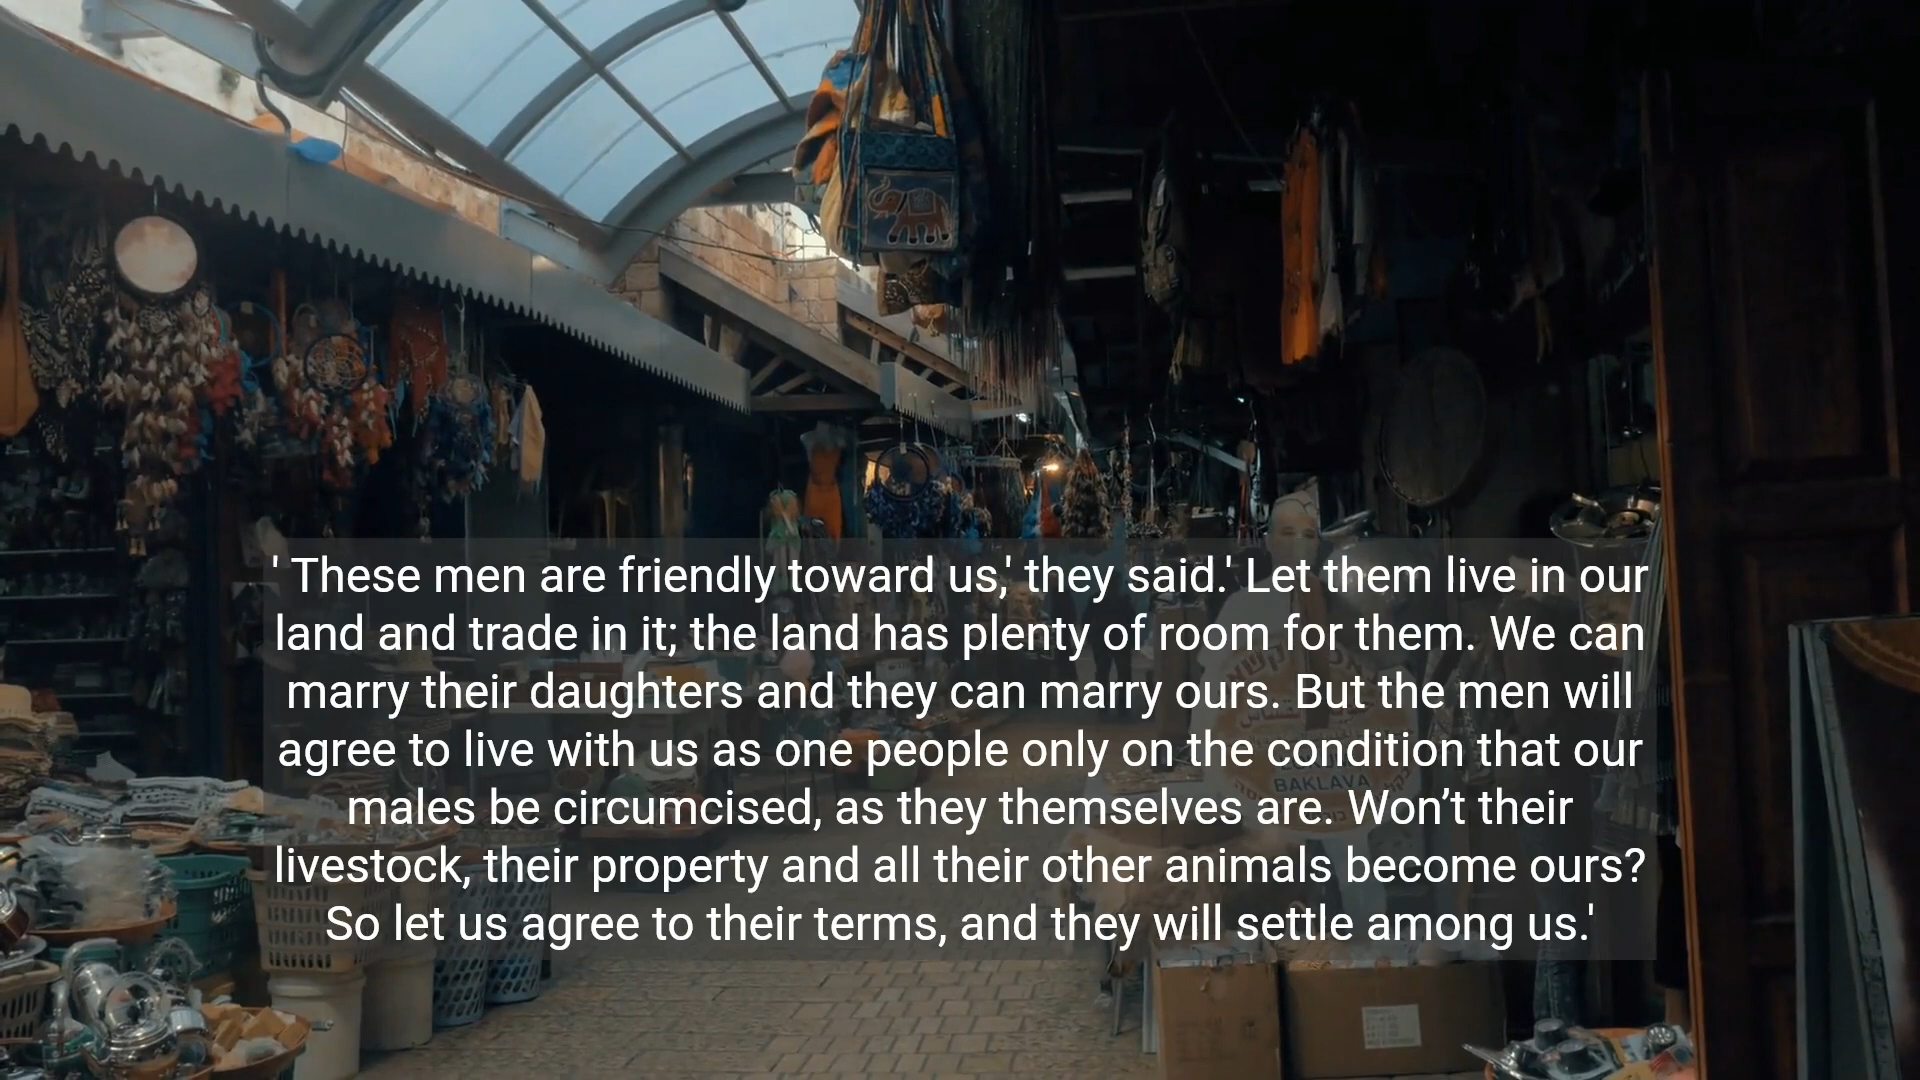 ' These men are friendly toward us,' they said.' Let them live in our
land and trade in it; the land has plenty of room for them. We can
marry their daughters and they can marry ours. But the men will
agree to live with us as one people only on the condition that our
males be circumcised, as they themselves are. Won’t their
livestock, their property and all their other animals become ours?
So let us agree to their terms, and they will settle among us.'
BAKLAVA